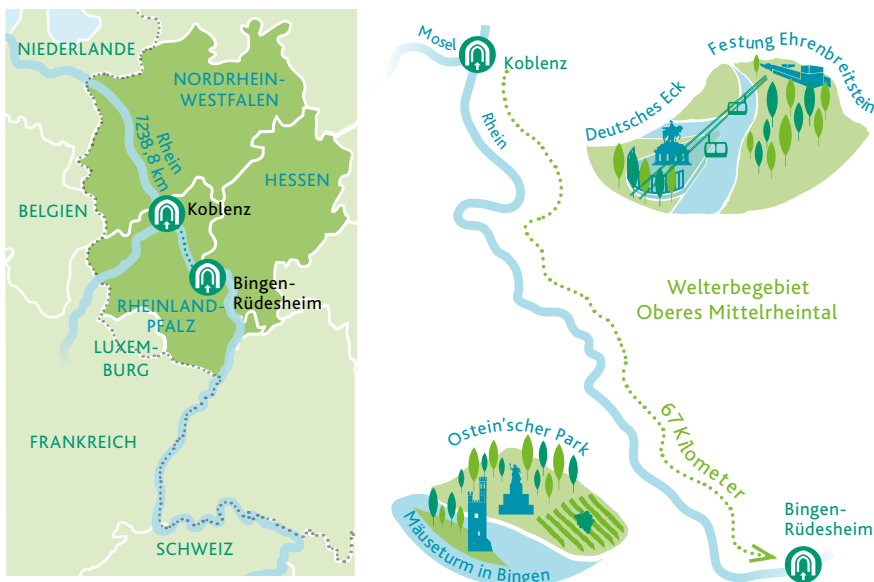 NIEDERLANDE
NORDRHEIN-
WESTFALEN
Rhein
1238,8 km
HESSEN
BELGIEN
Koblenz
Bingen-
Rüdesheim
RHEINLAND-
PFALZ
LUXEM-
BURG
FRANKREICH
SCHWEIZ
Mosel
Koblenz
Rhein
Festung Ehrenbreitstein
Deutsches Eck
Welterbegebiet
Oberes Mittelrheintal
67 Kilometer
Ostein'scher Park
Mäuseturm in Bingen
Bingen-
Rüdesheim